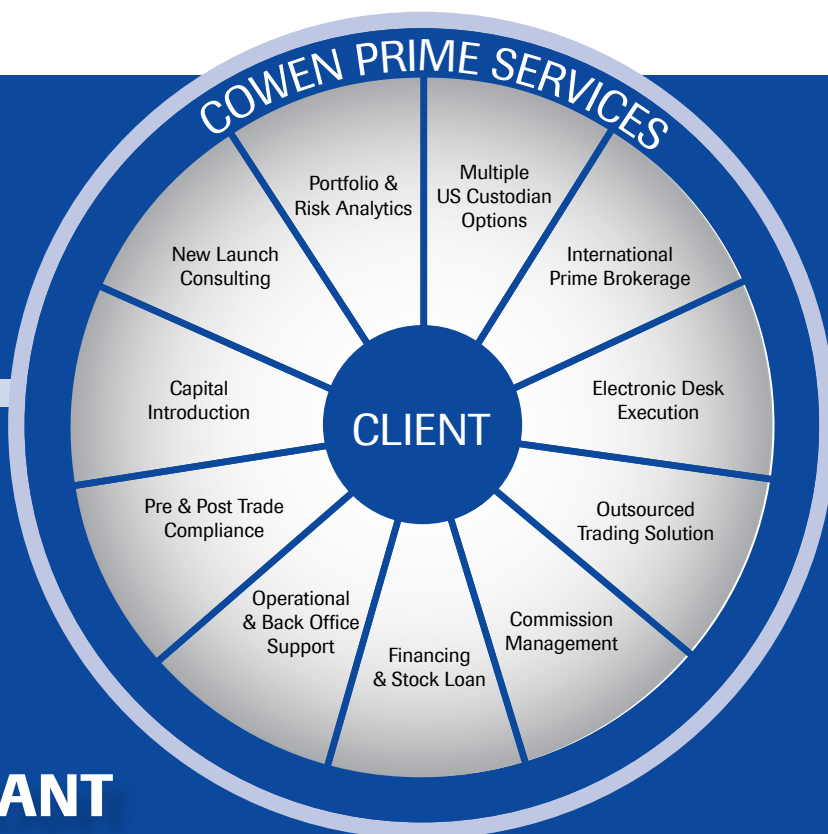 COWEN PRIME SERVICES
Portfolio &
Risk Analytics
Multiple
US Custodian
Options
International
Prime Brokerage
Electronic Desk
Execution
Outsourced
Trading Solution
Commission
Management
Financing
& Stock Loan
Operational
& Back Office
Support
Pre & Post Trade
Compliance
Capital
Introduction
New Launch
Consulting
CLIENT
ANT